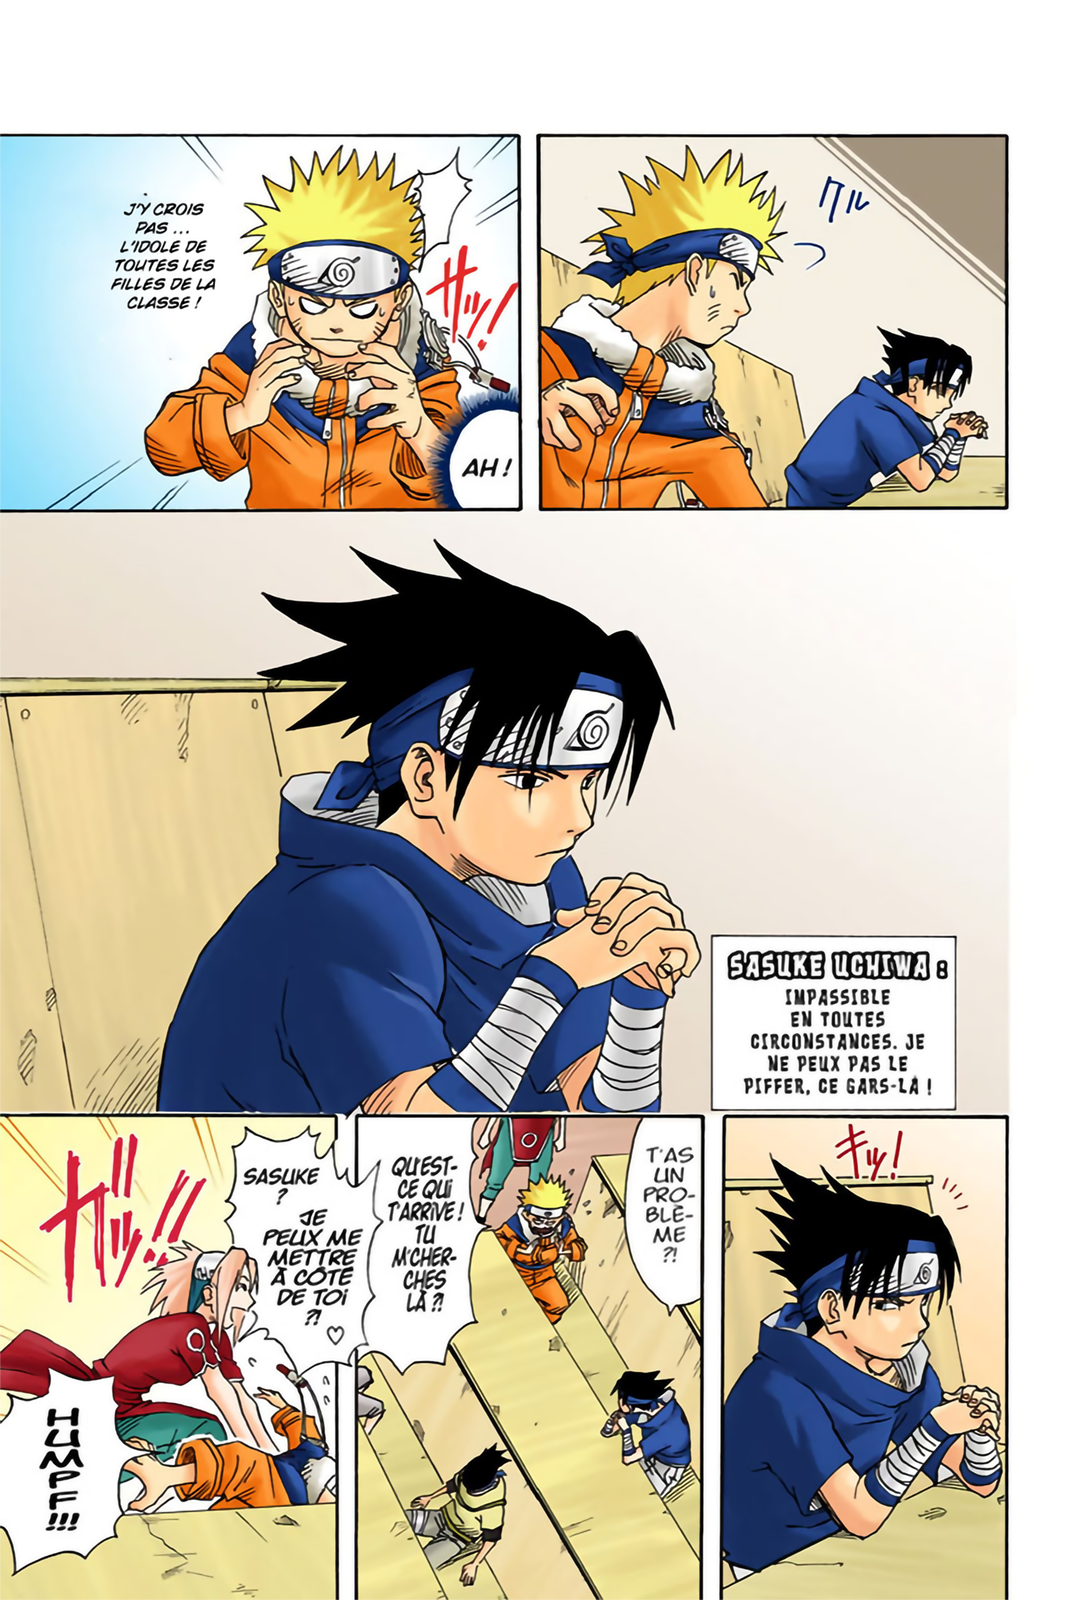 クル
AH !
ガッ!!
J'Y CROIS
PAS ...
L'IDOLE DE
TOUTES LES
FILLES DE LA
CLASSE !
SASUKE UCHIWA :
IMPASSIBLE
EN TOUTES
CIRCONSTANCES. JE
NE PEUX PAS LE
PIFFER, CE GARS-LÀ !
キッ!
T'AS
UN
PRO-
BLÈ-
ME
?!
QU'EST-
CE QUI
T'ARRIVE !
TU
M'CHER-
CHES
LÀ ?!
SASUKE
?
JE
PEUX ME
METTRE
À CÔTÉ
DE TOI
?!
♡
ガッ!!
HUMPF!!!